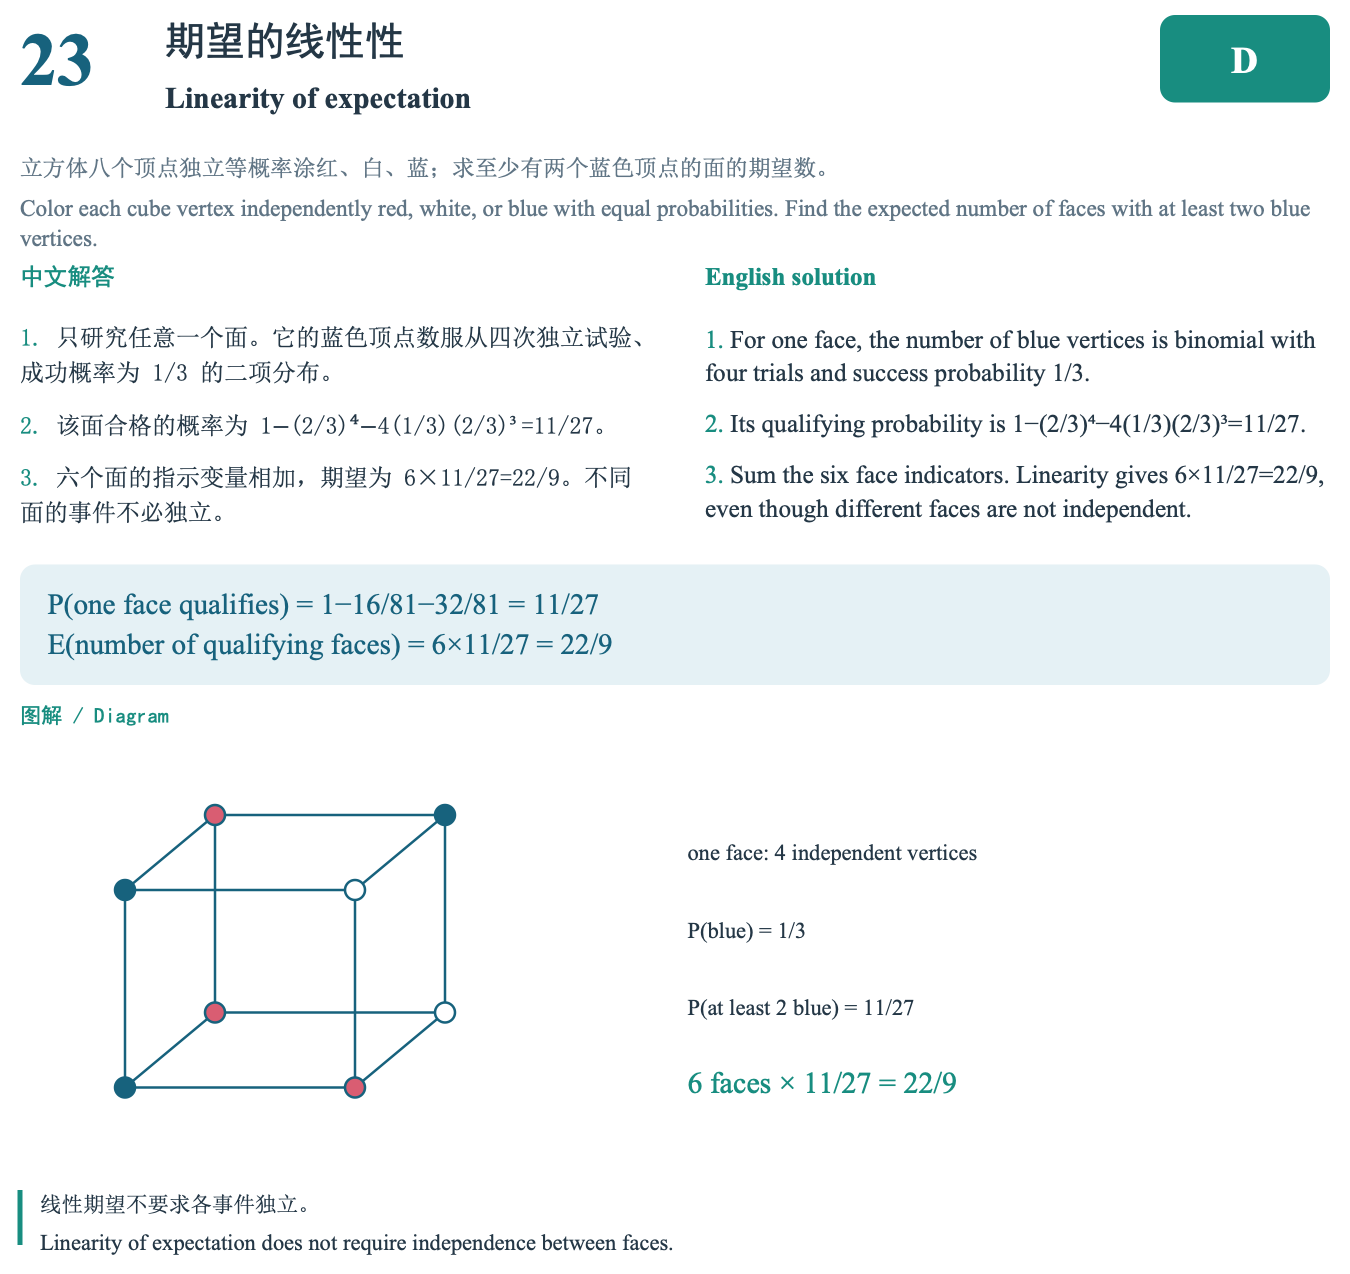 23
期望的线性性
Linearity of expectation
D
立方体八个顶点独立等概率涂红、白、蓝；求至少有两个蓝色顶点的面的期望数。
Color each cube vertex independently red, white, or blue with equal probabilities. Find the expected number of faces with at least two blue
vertices.
中文解答
1. 只研究任意一个面。它的蓝色顶点数服从四次独立试验、
成功概率为 1/3 的二项分布。
2. 该面合格的概率为 1−(2/3)⁴−4(1/3)(2/3)³=11/27。
3. 六个面的指示变量相加，期望为 6×11/27=22/9。不同
面的事件不必独立。
English solution
1. For one face, the number of blue vertices is binomial with
four trials and success probability 1/3.
2. Its qualifying probability is 1−(2/3)⁴−4(1/3)(2/3)³=11/27.
3. Sum the six face indicators. Linearity gives 6×11/27=22/9,
even though different faces are not independent.
P(one face qualifies) = 1−16/81−32/81 = 11/27
E(number of qualifying faces) = 6×11/27 = 22/9
图解 / Diagram
one face: 4 independent vertices
P(blue) = 1/3
P(at least 2 blue) = 11/27
6 faces × 11/27 = 22/9
线性期望不要求各事件独立。
Linearity of expectation does not require independence between faces.